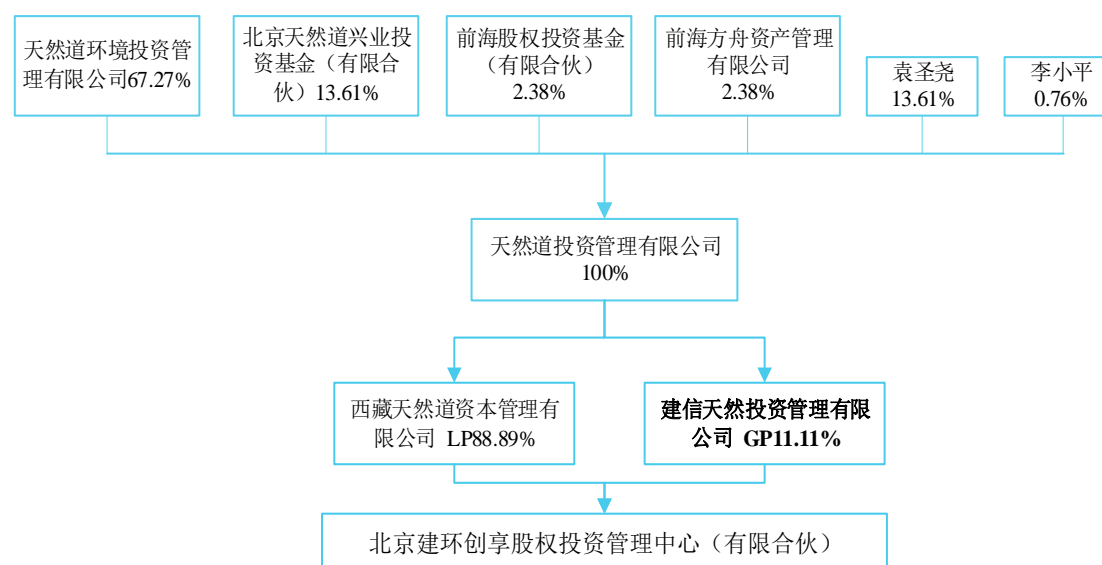 天然道环境投资管
理有限公司67.27%
北京天然道兴业投
资基金（有限合
伙）13.61%
前海股权投资基金
（有限合伙）
2.38%
前海方舟资产管理
有限公司
2.38%
袁圣尧
13.61%
李小平
0.76%
天然道投资管理有限公司
100%
西藏天然道资本管理有
限公司 LP88.89%
建信天然投资管理有限
公司 GP11.11%
北京建环创享股权投资管理中心（有限合伙）